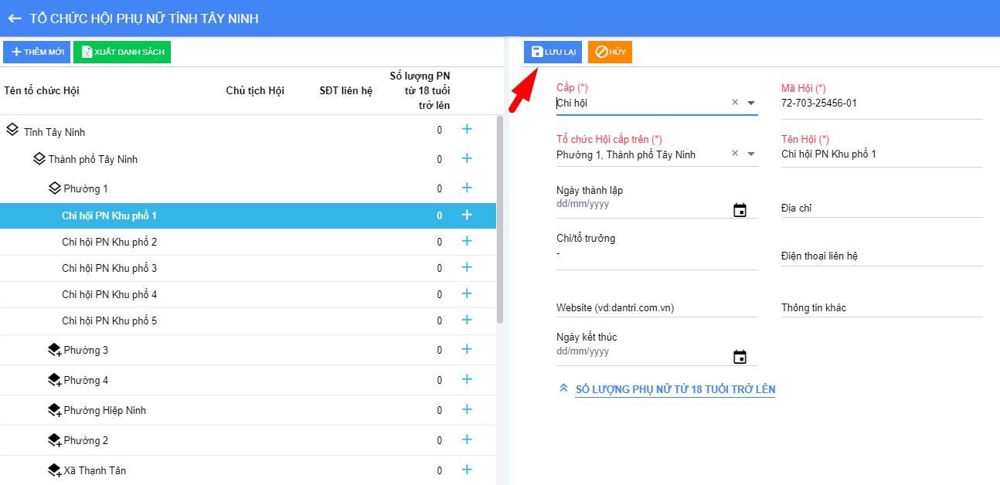 TỔ CHỨC HỘI PHỤ NỮ TỈNH TÂY NINH
THÊM MỚI
XUẤT DANH SÁCH
Tên tổ chức Hội
Chủ tịch Hội
SĐT liên hệ
Số lượng PN
từ 18 tuổi
trở lên
Tỉnh Tây Ninh 0
Thành phố Tây Ninh 0
Phường 1 0
Chi hội PN Khu phố 1 0
Chi hội PN Khu phố 2 0
Chi hội PN Khu phố 3 0
Chi hội PN Khu phố 4 0
Chi hội PN Khu phố 5 0
Phường 3 0
Phường 4 0
Phường Hiệp Ninh 0
Phường 2 0
Xã Thạnh Tân 0
LƯU LẠI
HỦY
Cấp (*)
Chi hội
Mã Hội (*)
72-703-25456-01
Tổ chức Hội cấp trên (*)
Phường 1, Thành phố Tây Ninh
Tên Hội (*)
Chi hội PN Khu phố 1
Ngày thành lập
dd/mm/yyyy
Địa chỉ
Chi/tổ trưởng
-
Điện thoại liên hệ
Website (vd:dantri.com.vn)
Thông tin khác
Ngày kết thúc
dd/mm/yyyy
SỐ LƯỢNG PHỤ NỮ TỪ 18 TUỔI TRỞ LÊN